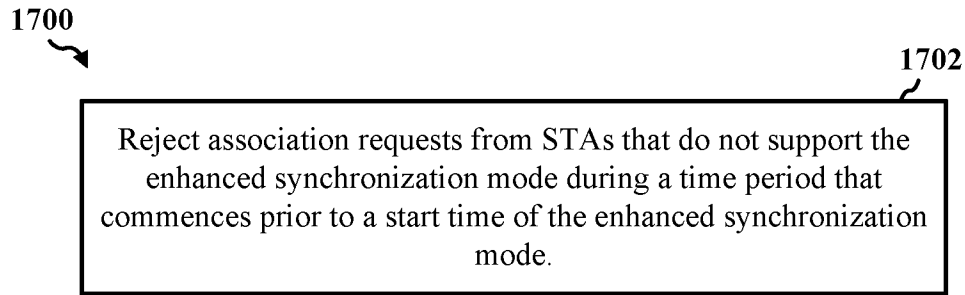 1700
1702
Reject association requests from STAs that do not support the
enhanced synchronization mode during a time period that
commences prior to a start time of the enhanced synchronization
mode.